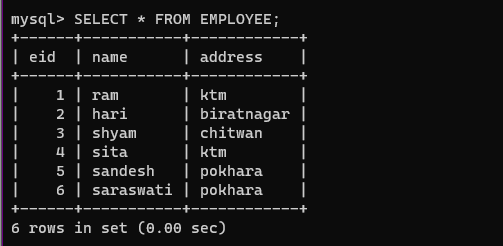 mysql> SELECT * FROM EMPLOYEE;
+------+-----------+------------+
| eid  | name      | address    |
+------+-----------+------------+
|    1 | ram       | ktm        |
|    2 | hari      | biratnagar |
|    3 | shyam     | chitwan    |
|    4 | sita      | ktm        |
|    5 | sandesh   | pokhara    |
|    6 | saraswati | pokhara    |
+------+-----------+------------+
6 rows in set (0.00 sec)